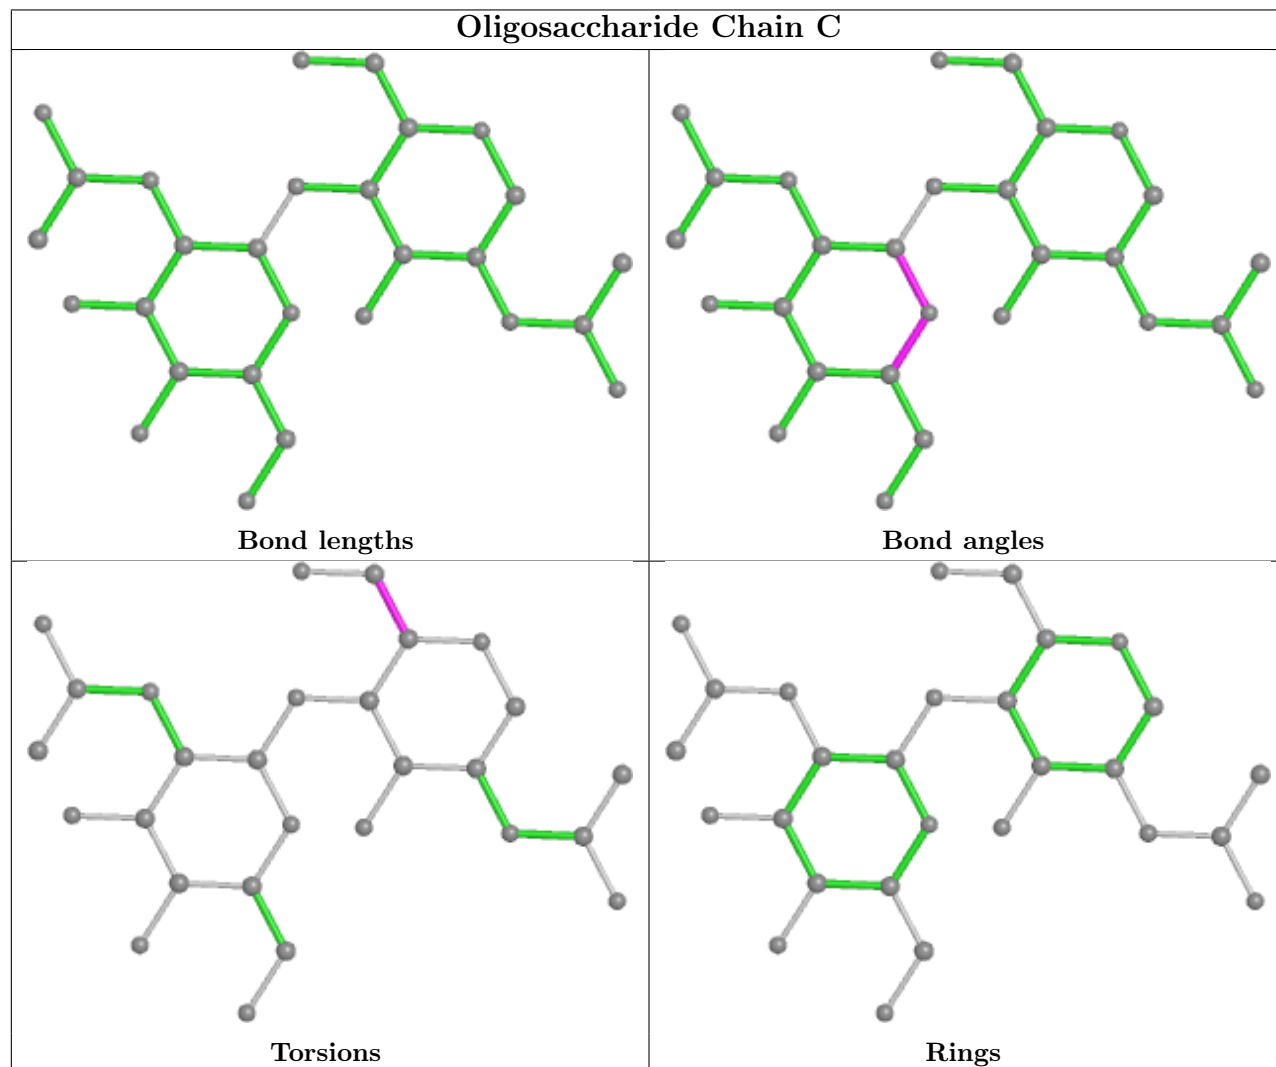 Oligosaccharide Chain C
Bond lengths
Bond angles
Torsions
Rings